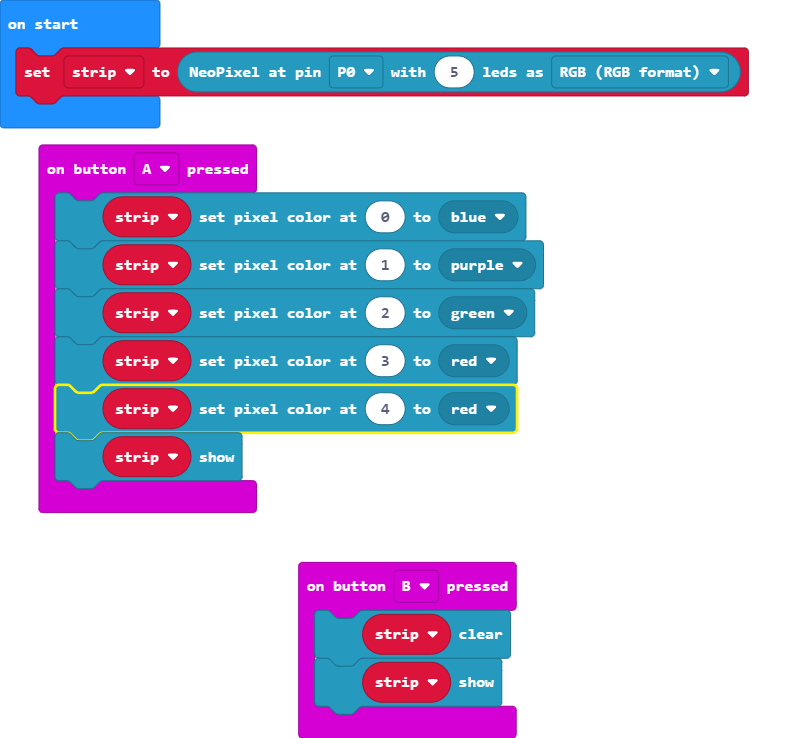 on start
set strip to NeoPixel at pin P0 with 5 leds as RGB (RGB format)
on button A pressed
strip set pixel color at 0 to blue
strip set pixel color at 1 to purple
strip set pixel color at 2 to green
strip set pixel color at 3 to red
strip set pixel color at 4 to red
strip show
on button B pressed
strip clear
strip show